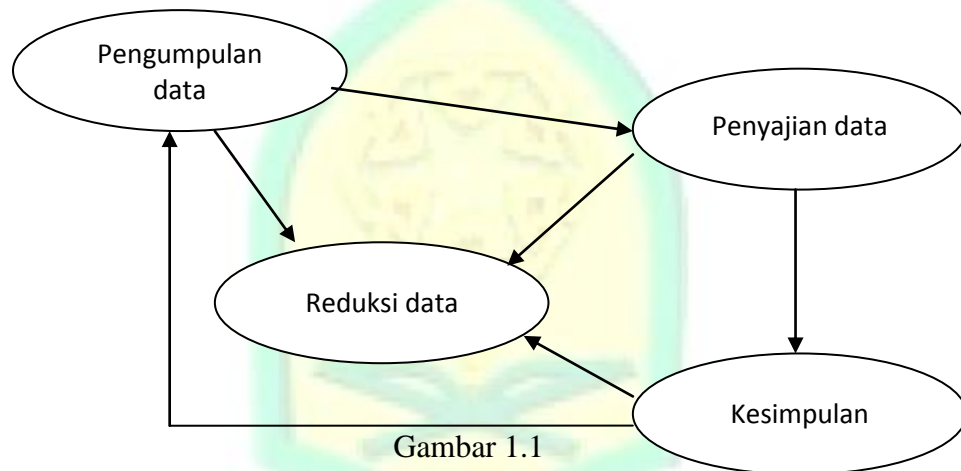 Pengumpulan
data
Penyajian data
Reduksi data
Kesimpulan
Gambar 1.1